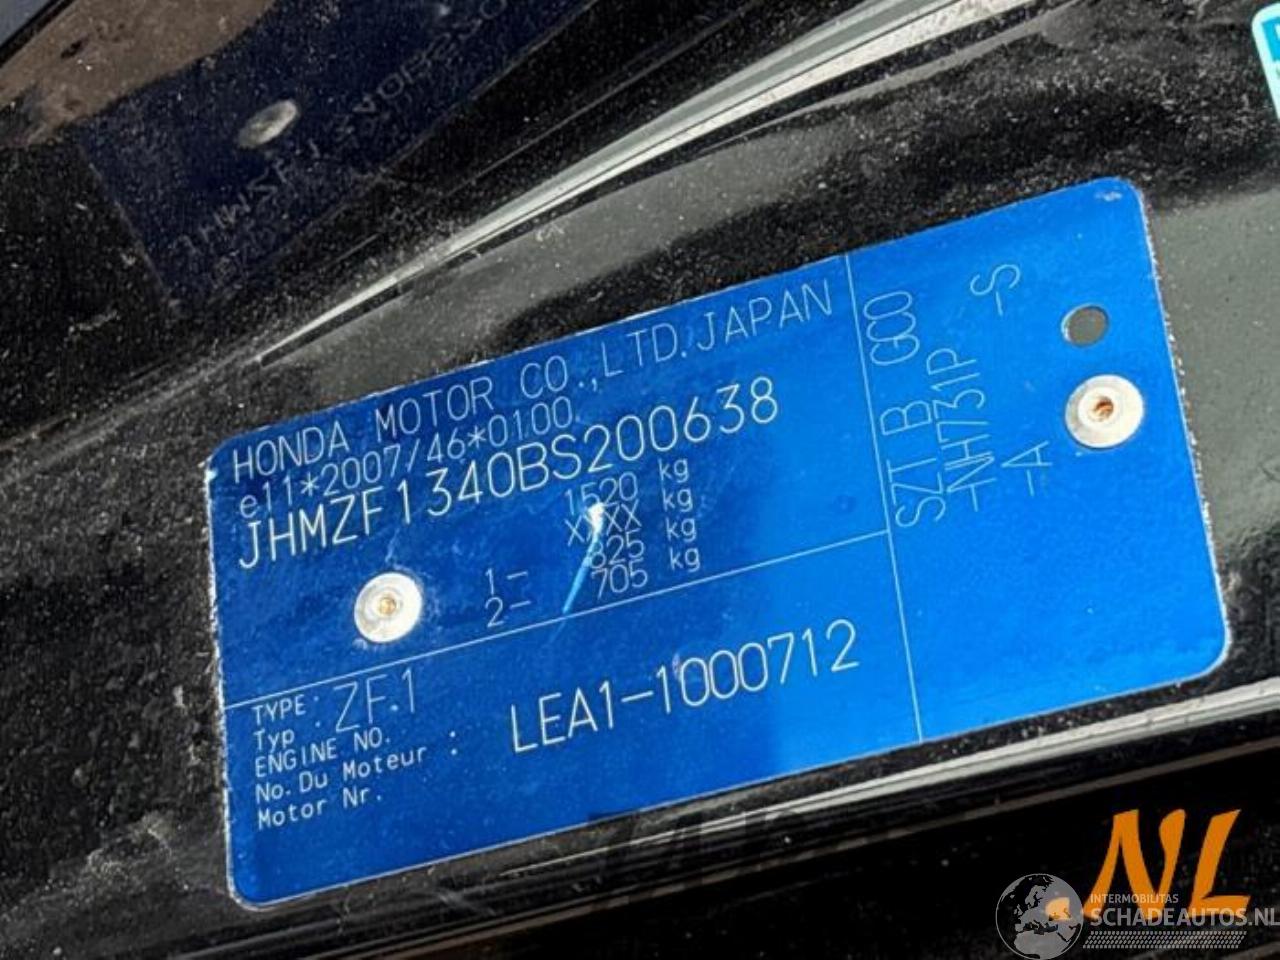 HONDA MOTOR CO.,LTD.JAPAN
e11*2007/46*0100
JHMZF1340BS200638
1520 kg
XXXX kg
1- 825 kg
2- 705 kg
TYPE : ZF1
Typ
ENGINE NO.
No. Du Moteur : LEA1-1000712
Motor Nr.
SZT B GCO
-NH731P -S
-A
.NL
INTERMOBILITAS
SCHADEAUTOS.NL